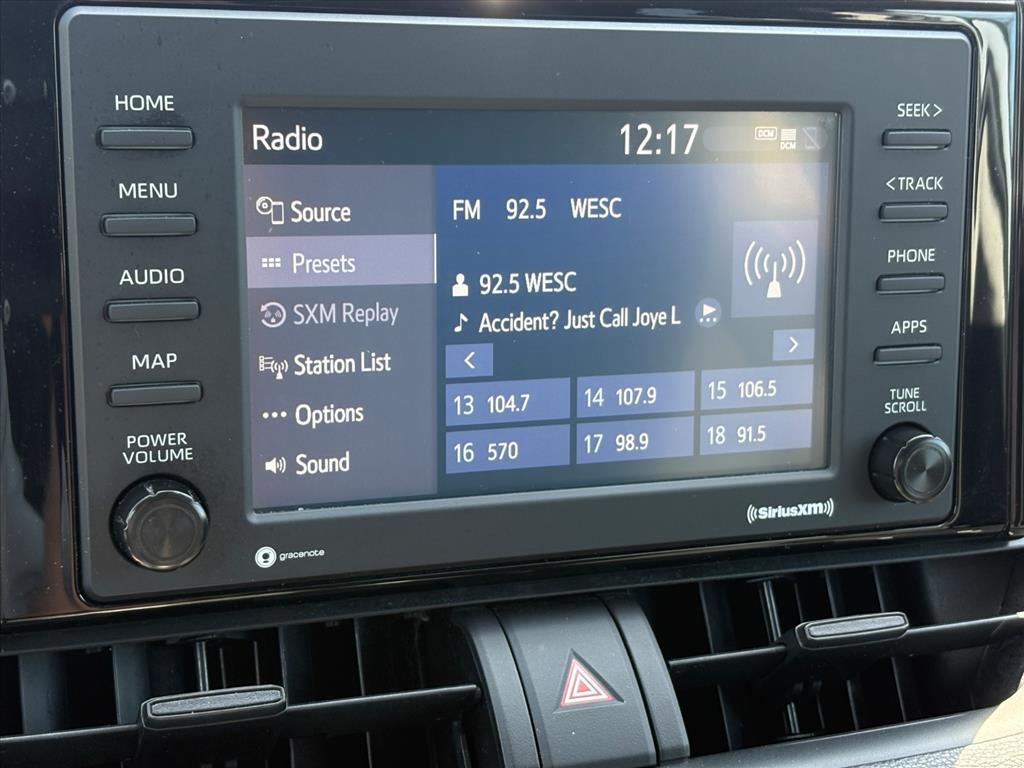 HOME
MENU
AUDIO
MAP
POWER
VOLUME
Radio
12:17
DCM
DCM
Source
Presets
SXM Replay
Station List
Options
Sound
FM 92.5 WESC
92.5 WESC
Accident? Just Call Joye L
<
>
13 104.7
14 107.9
15 106.5
16 570
17 98.9
18 91.5
SEEK >
< TRACK
PHONE
APPS
TUNE
SCROLL
gracenote
((SiriusXM))